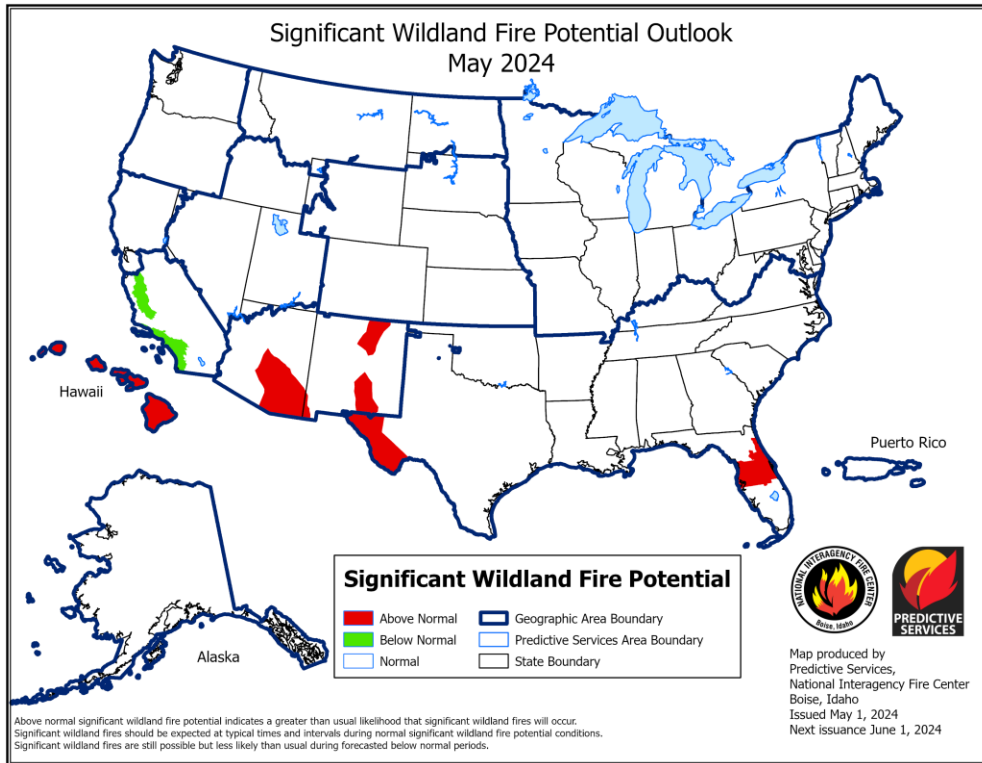 Significant Wildland Fire Potential Outlook
May 2024
Hawaii
Puerto Rico
Alaska
Significant Wildland Fire Potential
Above Normal
Below Normal
Normal
Geographic Area Boundary
Predictive Services Area Boundary
State Boundary
NATIONAL INTERAGENCY FIRE CENTER
Boise, Idaho
PREDICTIVE
SERVICES
Map produced by
Predictive Services,
National Interagency Fire Center
Boise, Idaho
Issued May 1, 2024
Next issuance June 1, 2024
Above normal significant wildland fire potential indicates a greater than usual likelihood that significant wildland fires will occur.
Significant wildland fires should be expected at typical times and intervals during normal significant wildland fire potential conditions.
Significant wildland fires are still possible but less likely than usual during forecasted below normal periods.